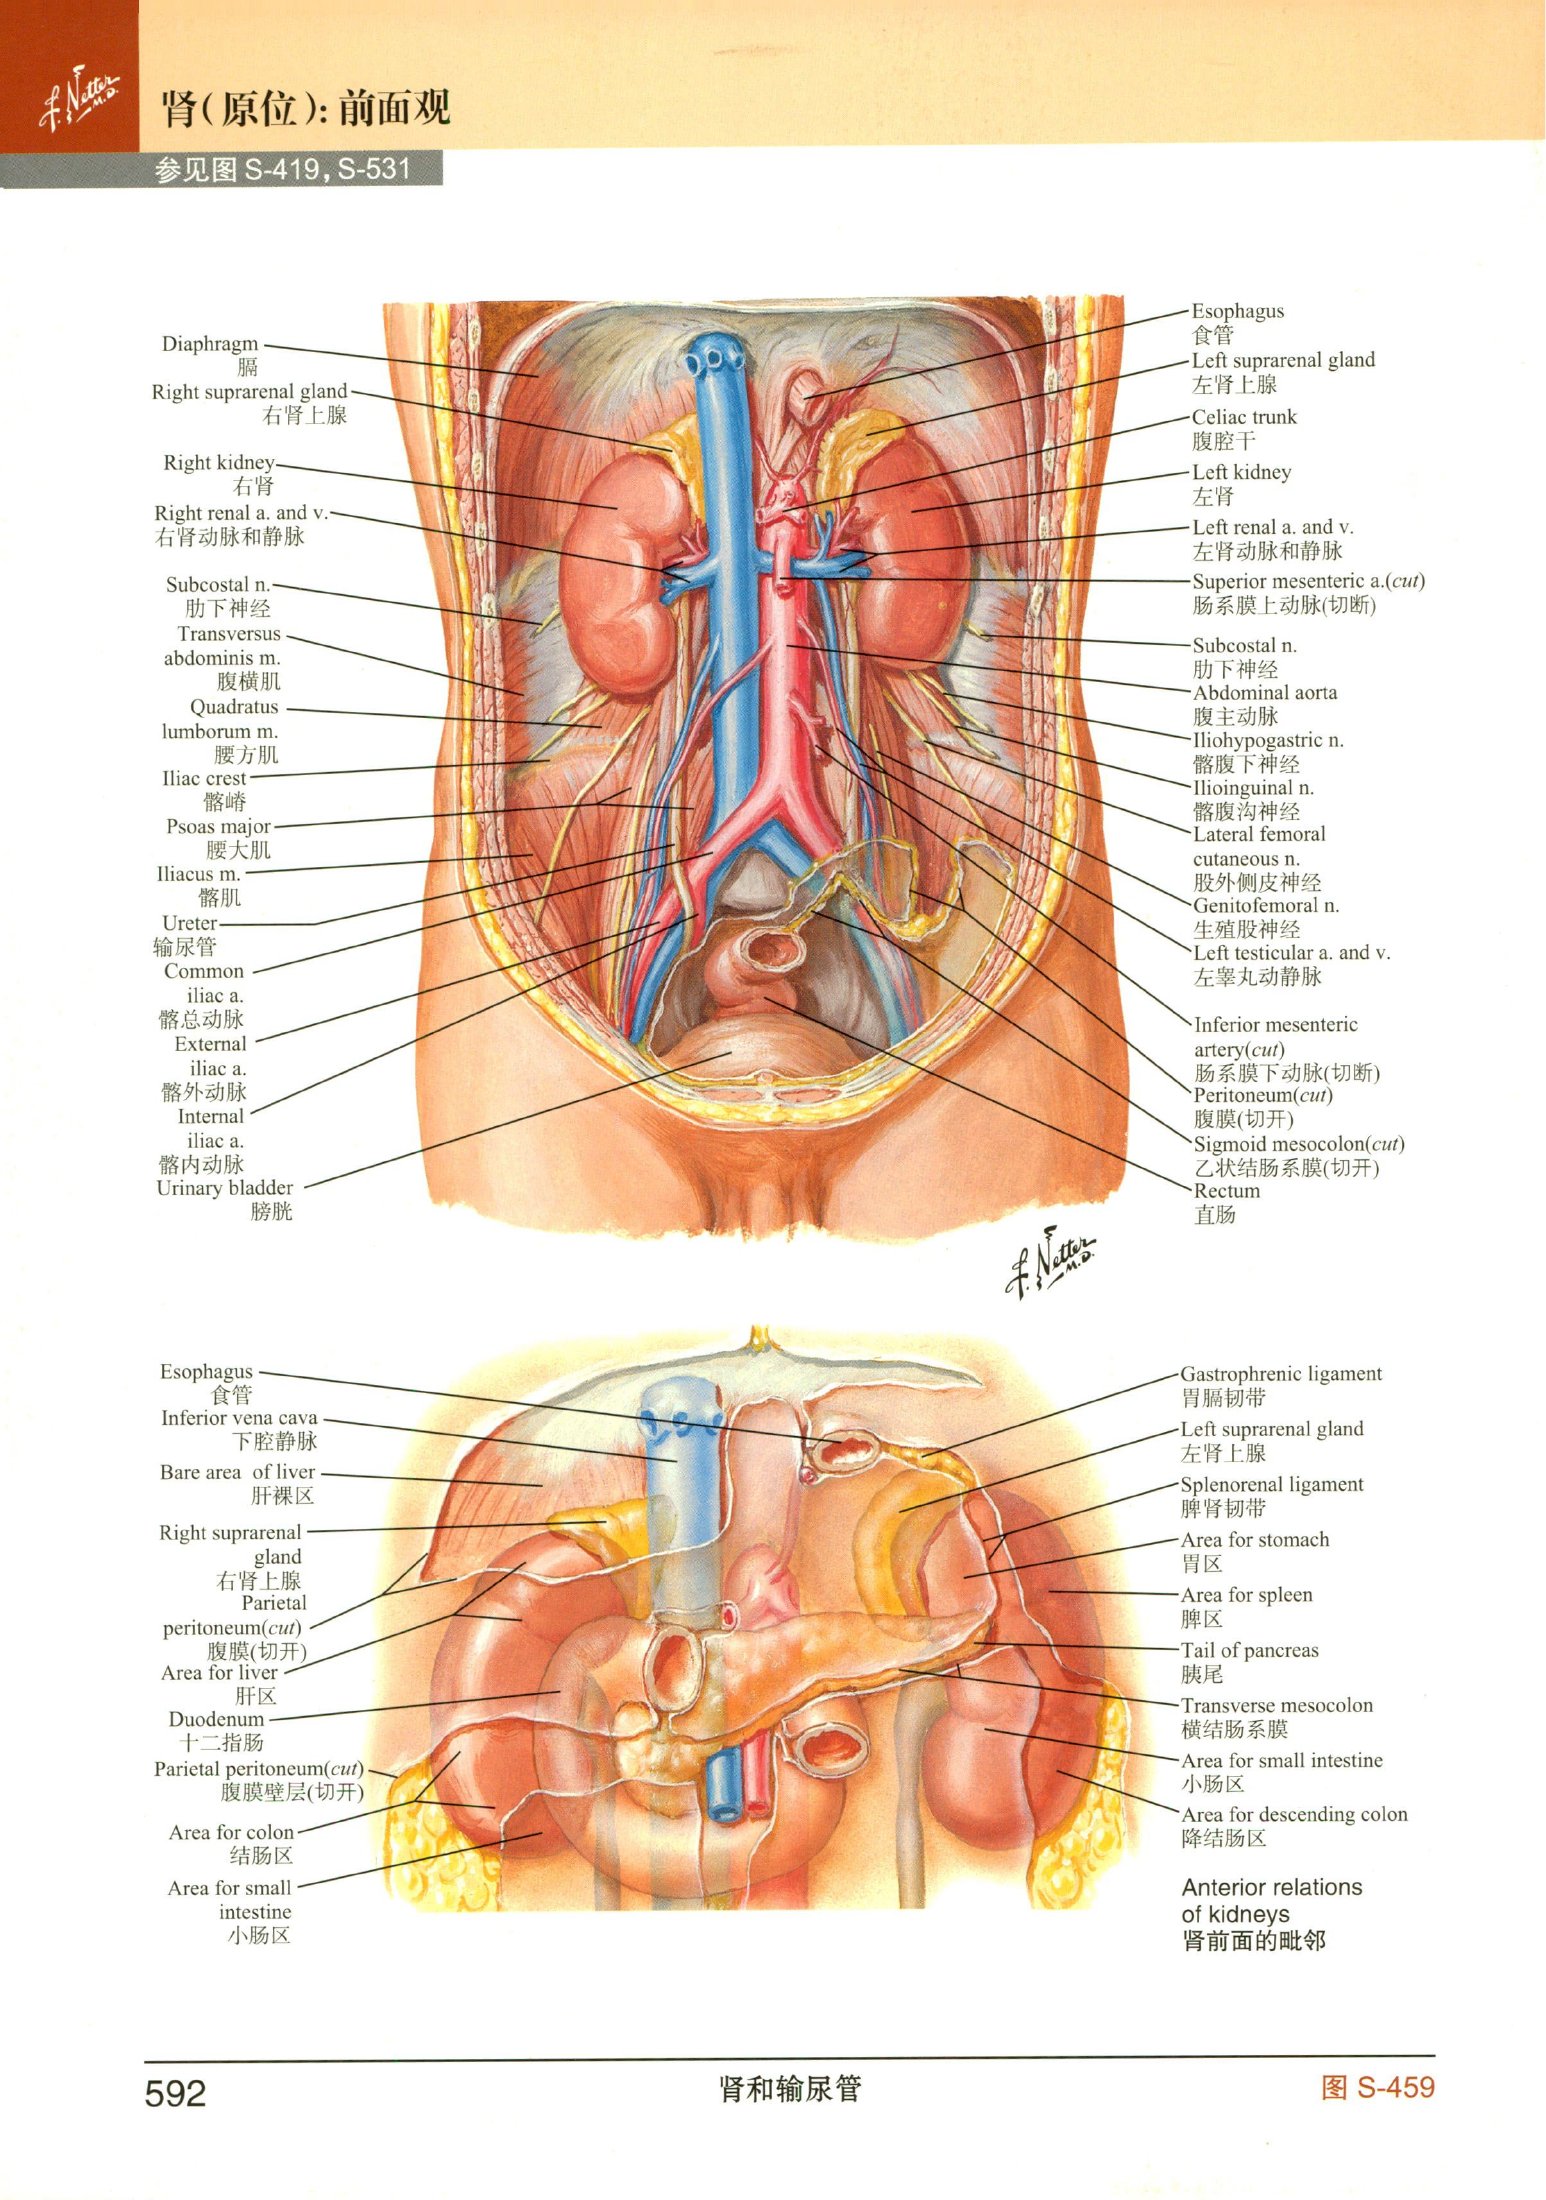 F. Netter M.D.
肾(原位):前面观
参见图 S-419, S-531
Diaphragm
膈
Right suprarenal gland
右肾上腺
Right kidney
右肾
Right renal a. and v.
右肾动脉和静脉
Subcostal n.
肋下神经
Transversus
abdominis m.
腹横肌
Quadratus
lumborum m.
腰方肌
Iliac crest
髂嵴
Psoas major
腰大肌
Iliacus m.
髂肌
Ureter
输尿管
Common
iliac a.
髂总动脉
External
iliac a.
髂外动脉
Internal
iliac a.
髂内动脉
Urinary bladder
膀胱
Esophagus
食管
Left suprarenal gland
左肾上腺
Celiac trunk
腹腔干
Left kidney
左肾
Left renal a. and v.
左肾动脉和静脉
Superior mesenteric a.(cut)
肠系膜上动脉(切断)
Subcostal n.
肋下神经
Abdominal aorta
腹主动脉
Iliohypogastric n.
髂腹下神经
Ilioinguinal n.
髂腹沟神经
Lateral femoral
cutaneous n.
股外侧皮神经
Genitofemoral n.
生殖股神经
Left testicular a. and v.
左睾丸动静脉
Inferior mesenteric
artery(cut)
肠系膜下动脉(切断)
Peritoneum(cut)
腹膜(切开)
Sigmoid mesocolon(cut)
乙状结肠系膜(切开)
Rectum
直肠
F. Netter M.D.
Esophagus
食管
Inferior vena cava
下腔静脉
Bare area of liver
肝裸区
Right suprarenal
gland
右肾上腺
Parietal
peritoneum(cut)
腹膜(切开)
Area for liver
肝区
Duodenum
十二指肠
Parietal peritoneum(cut)
腹膜壁层(切开)
Area for colon
结肠区
Area for small
intestine
小肠区
Gastrophrenic ligament
胃膈韧带
Left suprarenal gland
左肾上腺
Splenorenal ligament
脾肾韧带
Area for stomach
胃区
Area for spleen
脾区
Tail of pancreas
胰尾
Transverse mesocolon
横结肠系膜
Area for small intestine
小肠区
Area for descending colon
降结肠区
Anterior relations
of kidneys
肾前面的毗邻
592
肾和输尿管
图 S-459